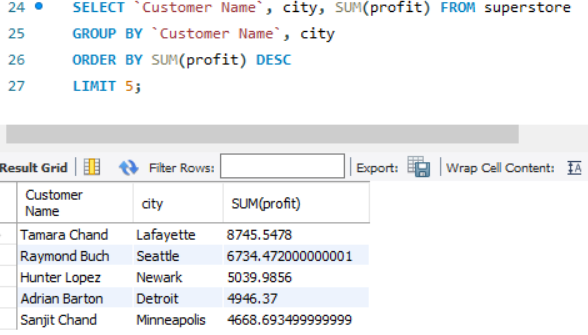 24 SELECT `Customer Name`, city, SUM(profit) FROM superstore
25 GROUP BY `Customer Name`, city
26 ORDER BY SUM(profit) DESC
27 LIMIT 5;
Result Grid Filter Rows: Export: Wrap Cell Content: IA
Customer Name city SUM(profit)
Tamara Chand Lafayette 8745.5478
Raymond Buch Seattle 6734.472000000001
Hunter Lopez Newark 5039.9856
Adrian Barton Detroit 4946.37
Sanjit Chand Minneapolis 4668.693499999999